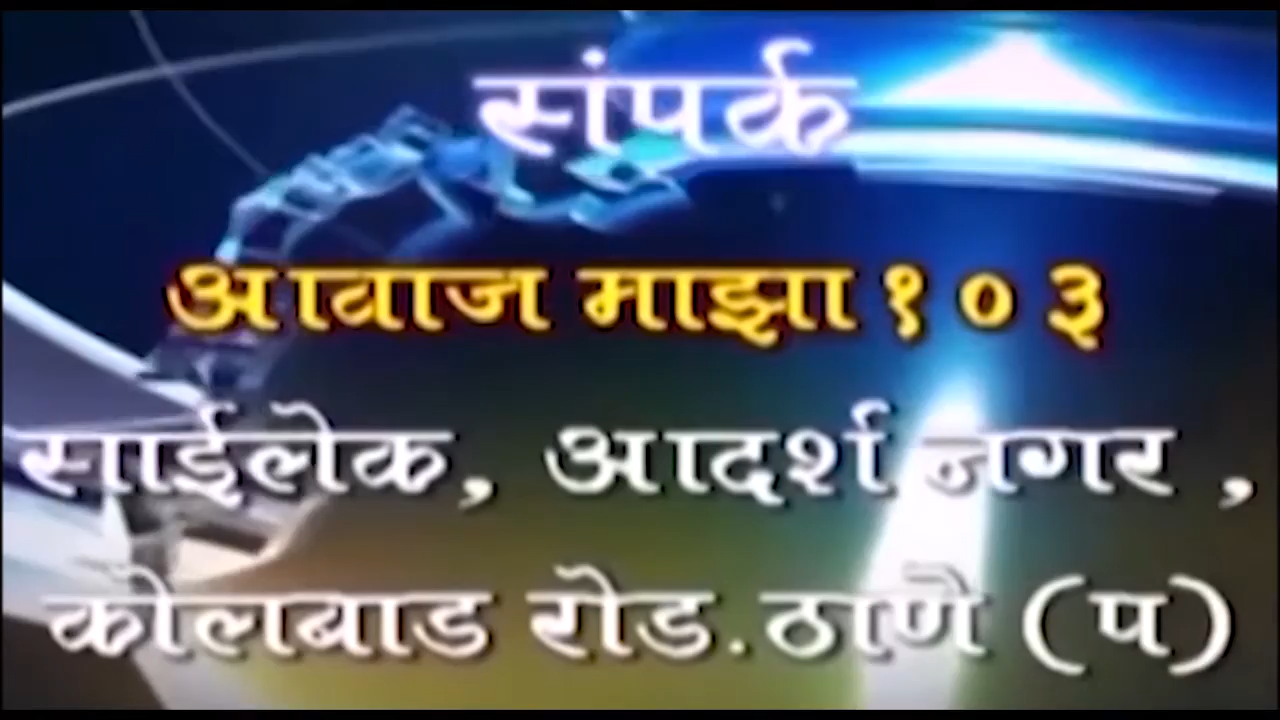 संपर्क
आवाज माझा १०३
साईलेक, आदर्श नगर ,
कोलबाड रोड.ठाणे (प)